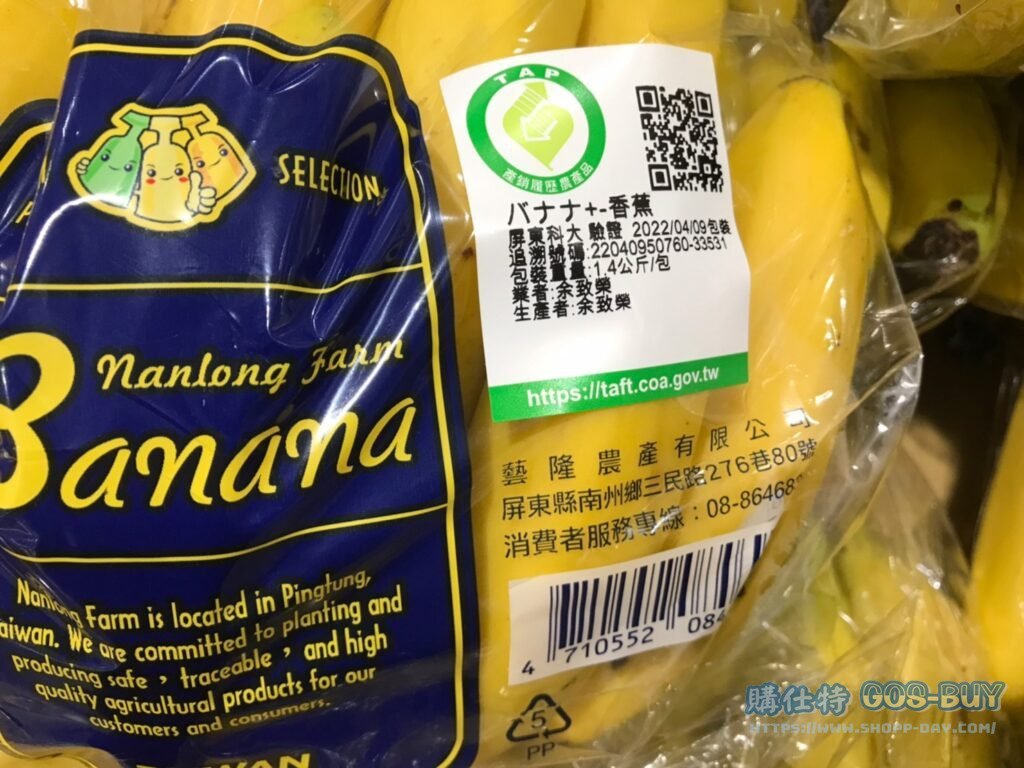 SELECTION
Nanlong Farm
Banana
Nanlong Farm is located in Pingtung,
Taiwan. We are committed to planting and
producing safe，traceable，and high
quality agricultural products for our
customers and consumers.
TAP
產銷履歷農產品
バナナ+-香蕉
屏東科大 驗證 2022/04/09包裝
追溯號碼:22040950760-33531
包裝重量:1.4公斤/包
業者:余致榮
生產者:余致榮
https://taft.coa.gov.tw
藝隆農產有限公司
屏東縣南州鄉三民路276巷80號
消費者服務專線：08-8646
4 710552 08
5
PP
購仕特 GOS-BUY
HTTPS://WWW.SHOPP-DAY.COM/